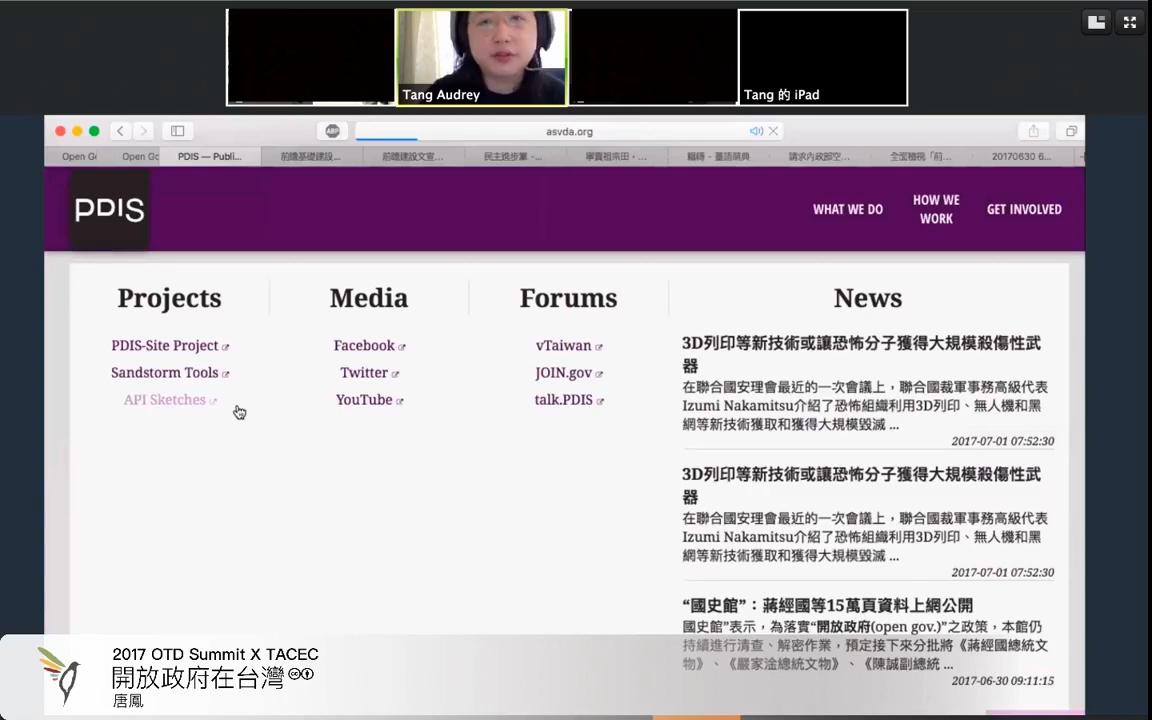 Tang Audrey
Tang 的 iPad
ABP
asvda.org
Open G
Open Go
PDIS — Publi...
前瞻基礎建設...
前瞻建設文宣...
民主進步黨 -...
請求內政部空...
全面檢視「前...
20170630 6...
PDIS
WHAT WE DO
HOW WE
WORK
GET INVOLVED
Projects
Media
Forums
News
PDIS-Site Project
Facebook
vTaiwan
Sandstorm Tools
Twitter
JOIN.gov
API Sketches
YouTube
talk.PDIS
3D列印等新技術或讓恐怖分子獲得大規模殺傷性武
器
在聯合國安理會最近的一次會議上，聯合國裁軍事務高級代表
Izumi Nakamitsu介紹了恐怖組織利用3D列印、無人機和黑
網等新技術獲取和獲得大規模毀滅 ...
2017-07-01 07:52:30
3D列印等新技術或讓恐怖分子獲得大規模殺傷性武
器
在聯合國安理會最近的一次會議上，聯合國裁軍事務高級代表
Izumi Nakamitsu介紹了恐怖組織利用3D列印、無人機和黑
網等新技術獲取和獲得大規模毀滅 ...
2017-07-01 07:52:30
“國史館”：蔣經國等15萬頁資料上網公開
國史館”表示，為落實“開放政府(open gov.)”之政策，本館仍
持續進行清查、解密作業，預定接下來分批將《蔣經國總統文
物》、《嚴家淦總統文物》、《陳誠副總統 ...
2017-06-30 09:11:15
2017 OTD Summit X TACEC
開放政府在台灣
唐鳳